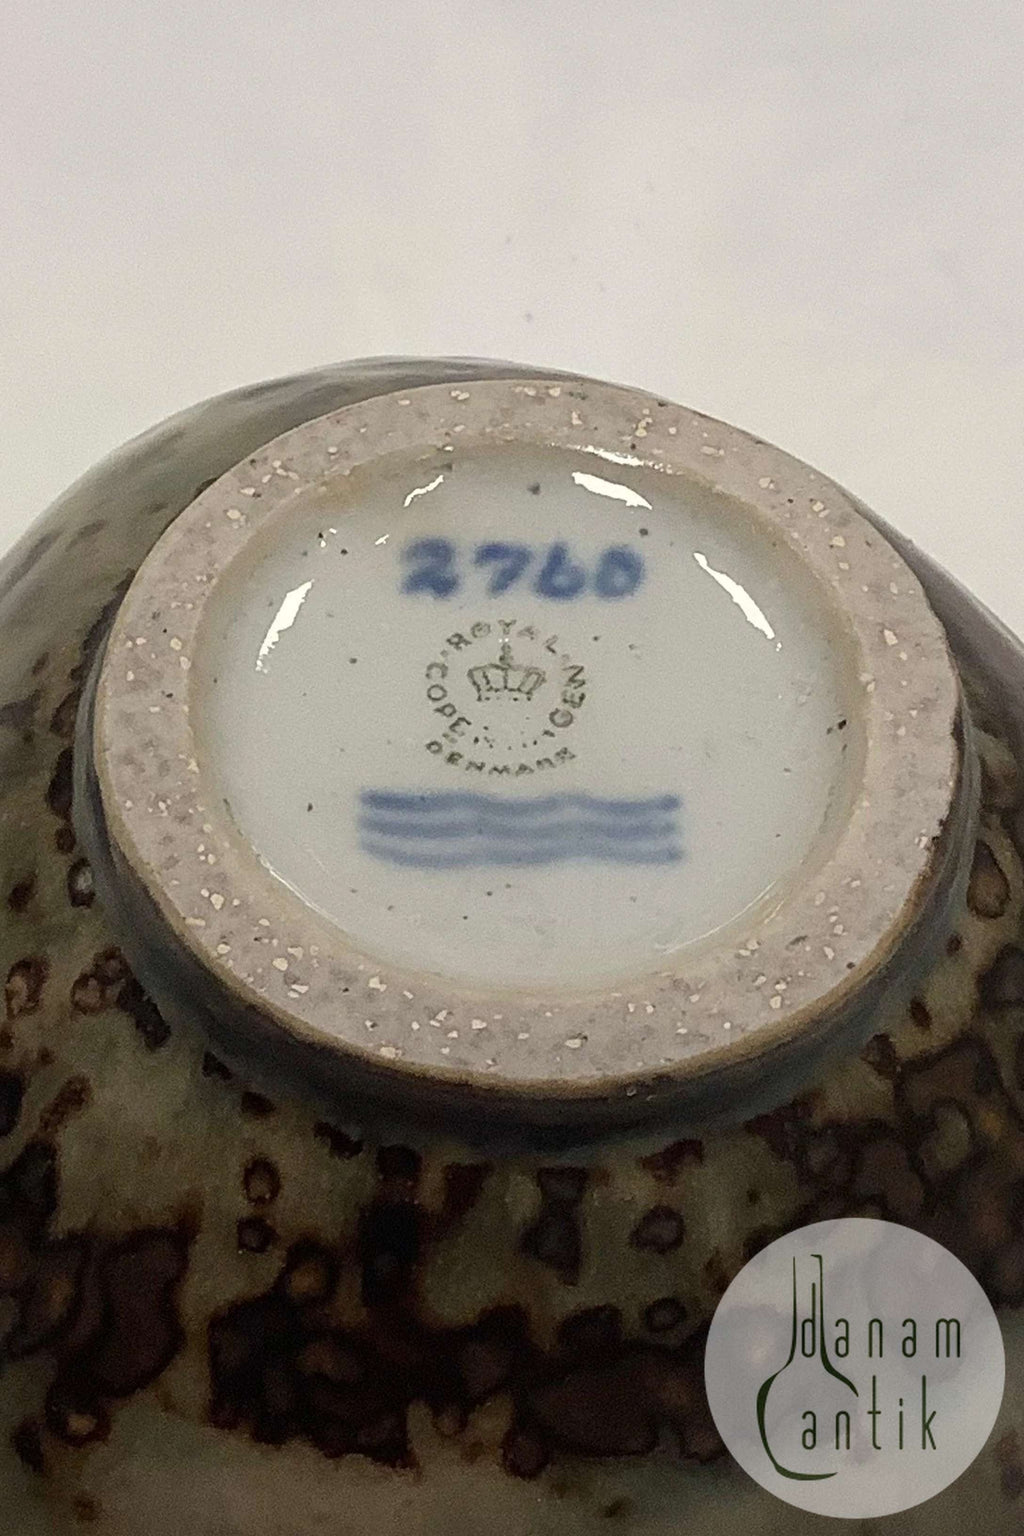 2760
ROYAL
COPE...GEN
DENMARK
danam
antik